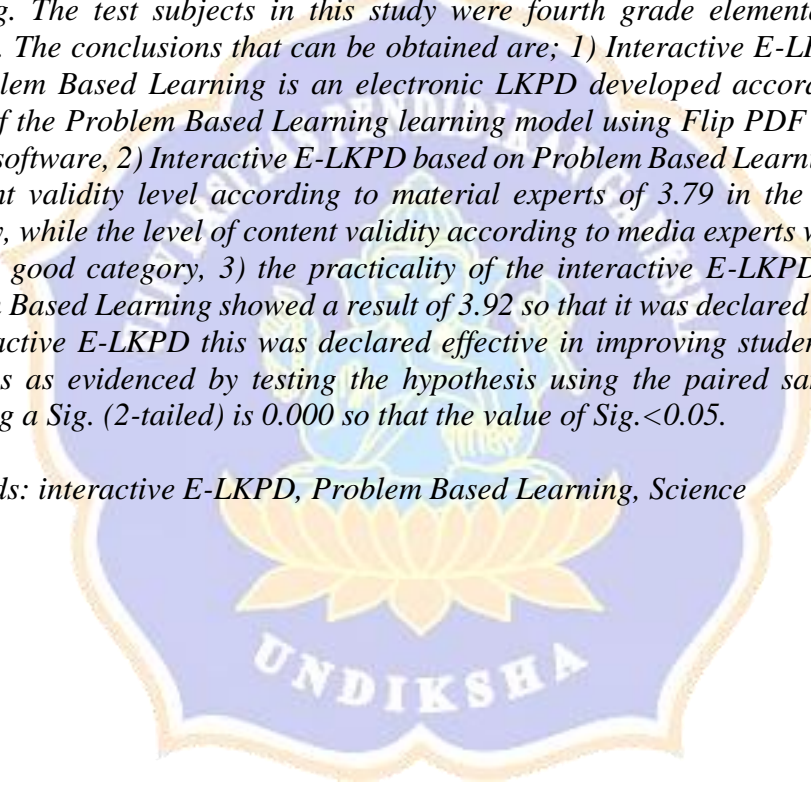 g. The test subjects in this study were fourth grade elementa
. The conclusions that can be obtained are; 1) Interactive E-L
blem Based Learning is an electronic LKPD developed accor
f the Problem Based Learning learning model using Flip PDF
software, 2) Interactive E-LKPD based on Problem Based Learni
nt validity level according to material experts of 3.79 in the
y, while the level of content validity according to media experts
good category, 3) the practicality of the interactive E-LKPD
Based Learning showed a result of 3.92 so that it was declared
active E-LKPD this was declared effective in improving studen
s as evidenced by testing the hypothesis using the paired sa
g a Sig. (2-tailed) is 0.000 so that the value of Sig.<0.05.
ds: interactive E-LKPD, Problem Based Learning, Science
UNIVERSITAS PENDIDIKAN GANESHA
UNDIKSHA